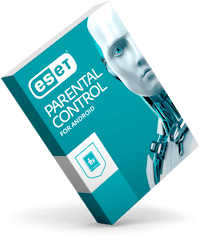 eseT
PARENTAL
CONTROL
FOR ANDROID